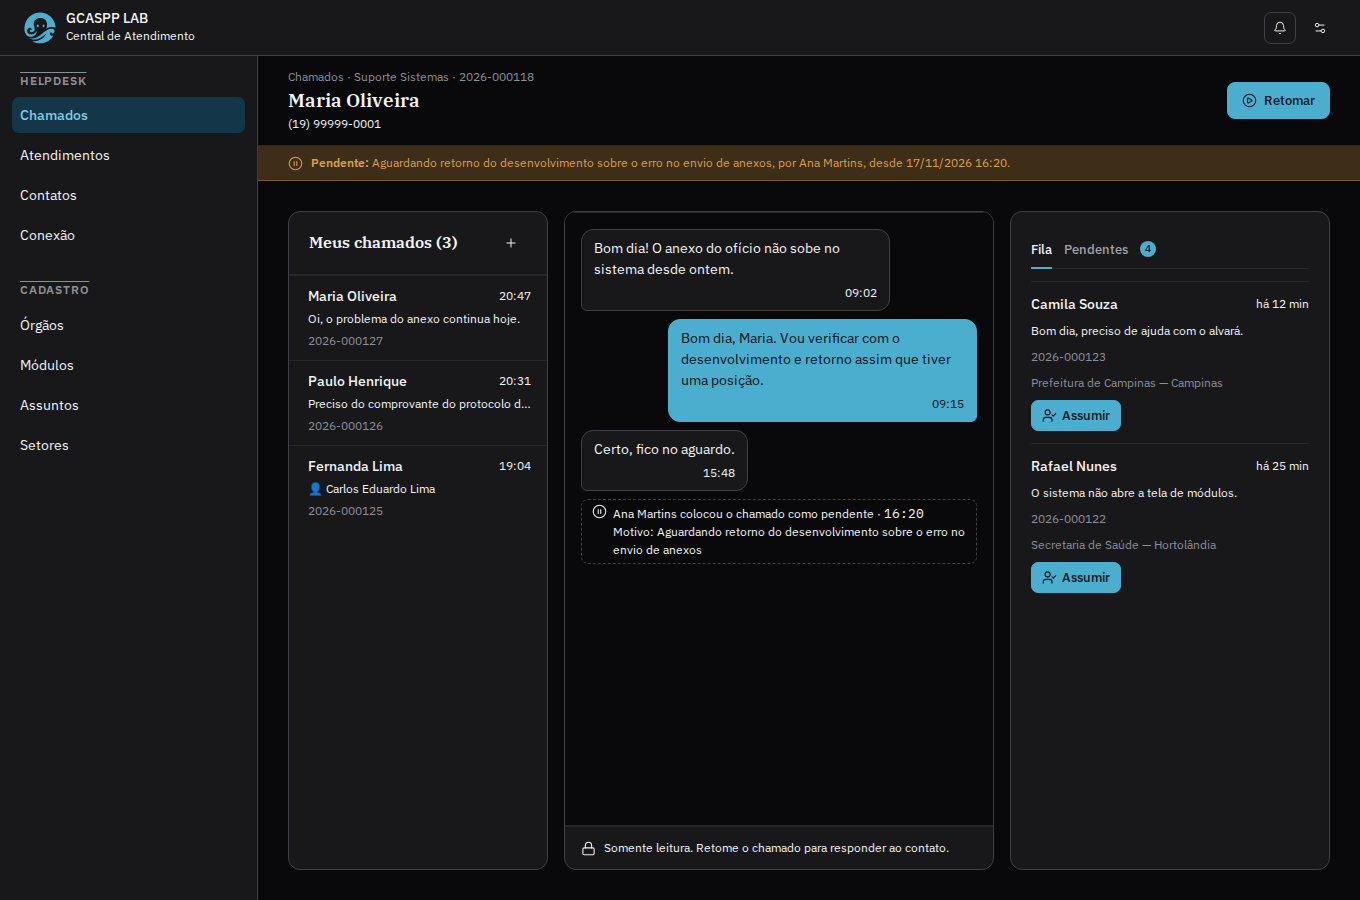 GCASPP LAB
Central de Atendimento
HELPDESK
Chamados
Atendimentos
Contatos
Conexão
CADASTRO
Órgãos
Módulos
Assuntos
Setores
Chamados · Suporte Sistemas · 2026-000118
Maria Oliveira
(19) 99999-0001
Retomar
Pendente: Aguardando retorno do desenvolvimento sobre o erro no envio de anexos, por Ana Martins, desde 17/11/2026 16:20.
Meus chamados (3)
Maria Oliveira 20:47
Oi, o problema do anexo continua hoje.
2026-000127
Paulo Henrique 20:31
Preciso do comprovante do protocolo d...
2026-000126
Fernanda Lima 19:04
Carlos Eduardo Lima
2026-000125
Bom dia! O anexo do ofício não sobe no
sistema desde ontem.
09:02
Bom dia, Maria. Vou verificar com o
desenvolvimento e retorno assim que tiver
uma posição.
09:15
Certo, fico no aguardo.
15:48
Ana Martins colocou o chamado como pendente · 16:20
Motivo: Aguardando retorno do desenvolvimento sobre o erro no
envio de anexos
Somente leitura. Retome o chamado para responder ao contato.
Fila Pendentes 4
Camila Souza há 12 min
Bom dia, preciso de ajuda com o alvará.
2026-000123
Prefeitura de Campinas — Campinas
Assumir
Rafael Nunes há 25 min
O sistema não abre a tela de módulos.
2026-000122
Secretaria de Saúde — Hortolândia
Assumir